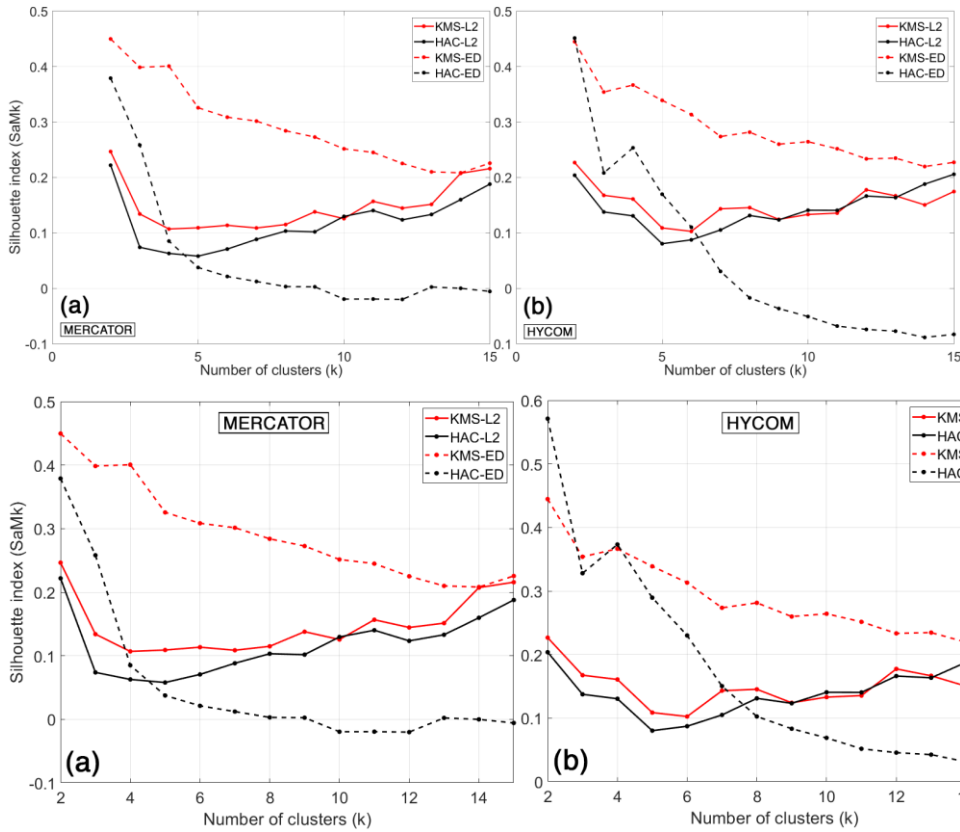 0.5
0.4
0.3
0.2
0.1
0
-0.1
Silhouette index (SaMk)
KMS-L2
HAC-L2
KMS-ED
HAC-ED
(a)
MERCATOR
0 5 10 15
Number of clusters (k)
0.5
0.4
0.3
0.2
0.1
0
-0.1
KMS-L2
HAC-L2
KMS-ED
HAC-ED
(b)
HYCOM
0 5 10 15
Number of clusters (k)
0.5
0.4
0.3
0.2
0.1
0
-0.1
Silhouette index (SaMk)
MERCATOR
KMS-L2
HAC-L2
KMS-ED
HAC-ED
(a)
2 4 6 8 10 12 14
Number of clusters (k)
0.6
0.5
0.4
0.3
0.2
0.1
0
HYCOM
KMS
HAC
KMS
HAC
(b)
2 4 6 8 10 12
Number of clusters (k)